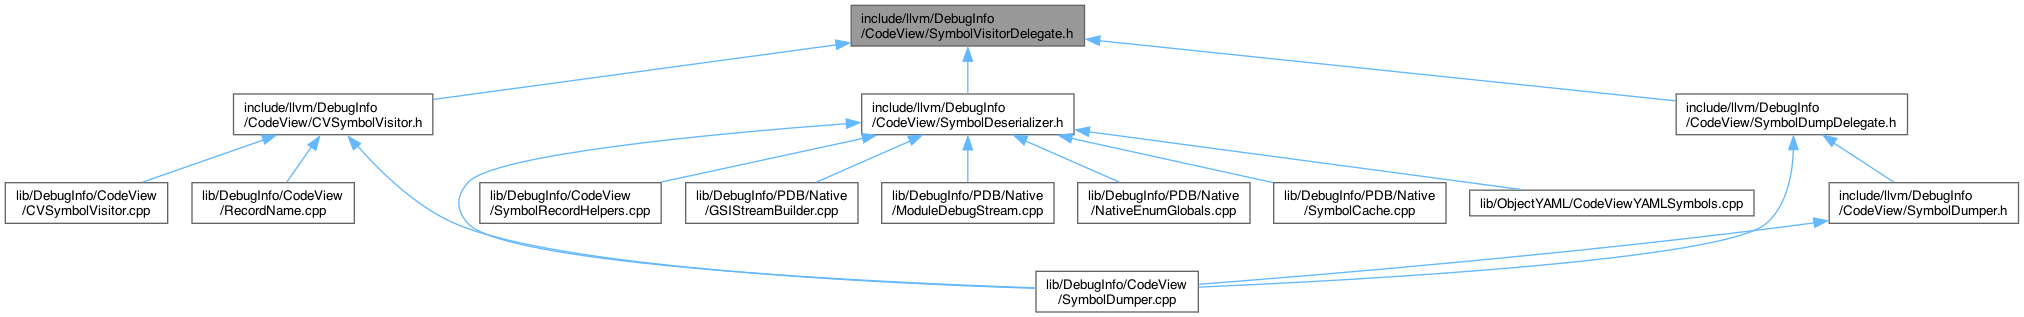 include/llvm/DebugInfo
/CodeView/SymbolVisitorDelegate.h
include/llvm/DebugInfo
/CodeView/CVSymbolVisitor.h
include/llvm/DebugInfo
/CodeView/SymbolDeserializer.h
include/llvm/DebugInfo
/CodeView/SymbolDumpDelegate.h
lib/DebugInfo/CodeView
/CVSymbolVisitor.cpp
lib/DebugInfo/CodeView
/RecordName.cpp
lib/DebugInfo/CodeView
/SymbolRecordHelpers.cpp
lib/DebugInfo/PDB/Native
/GSIStreamBuilder.cpp
lib/DebugInfo/PDB/Native
/ModuleDebugStream.cpp
lib/DebugInfo/PDB/Native
/NativeEnumGlobals.cpp
lib/DebugInfo/PDB/Native
/SymbolCache.cpp
lib/ObjectYAML/CodeViewYAMLSymbols.cpp
include/llvm/DebugInfo
/CodeView/SymbolDumper.h
lib/DebugInfo/CodeView
/SymbolDumper.cpp